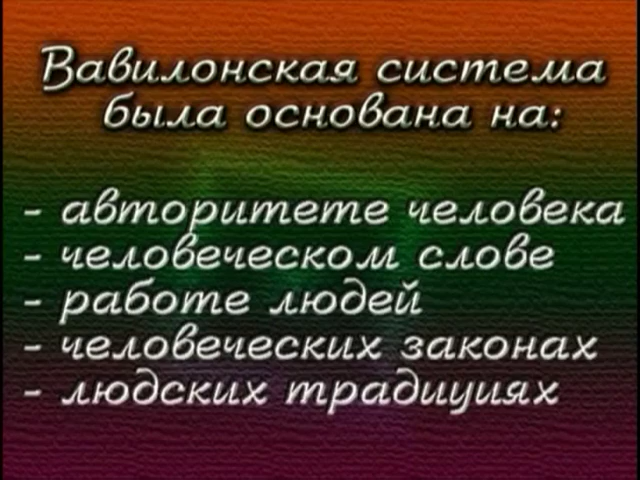 Вавилонская система
была основана на:
- авторитете человека
- человеческом слове
- работе людей
- человеческих законах
- людских традициях